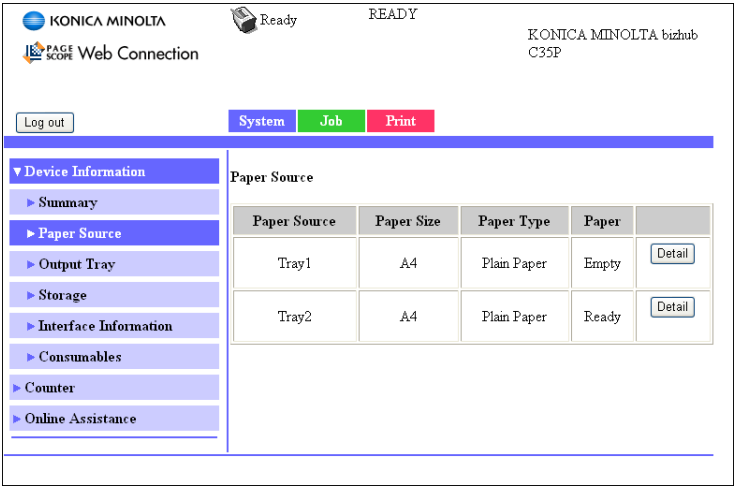 KONICA MINOLTA
Ready
READY
KONICA MINOLTA bizhub
C35P
PAGE
SCOPE Web Connection
Log out
System Job Print
Device Information
Summary
Paper Source
Output Tray
Storage
Interface Information
Consumables
Counter
Online Assistance
Paper Source
Paper Source Paper Size Paper Type Paper
Tray1 A4 Plain Paper Empty Detail
Tray2 A4 Plain Paper Ready Detail